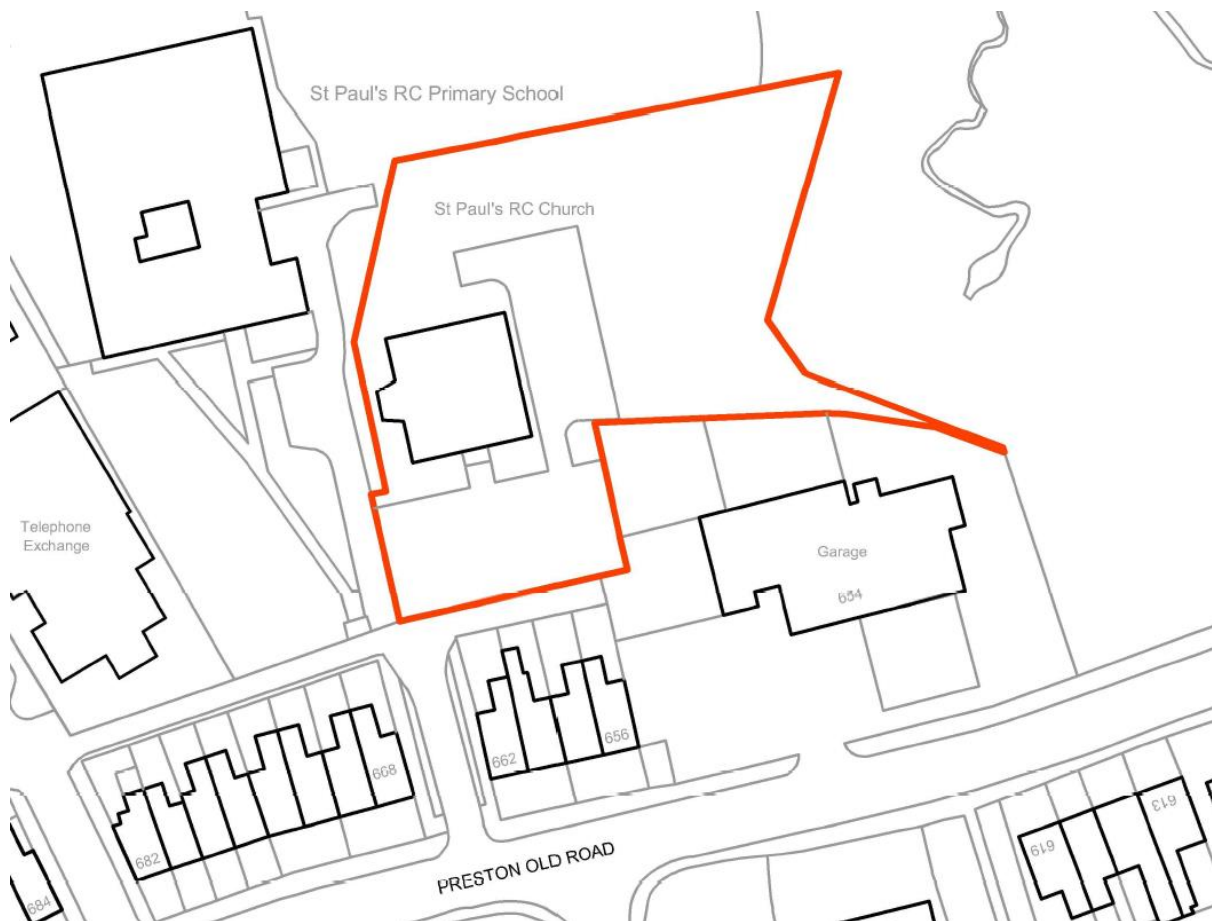 St Paul's RC Primary School
St Paul's RC Church
Telephone
Exchange
Garage
654
662
656
668
682
684
PRESTON OLD ROAD
619
613